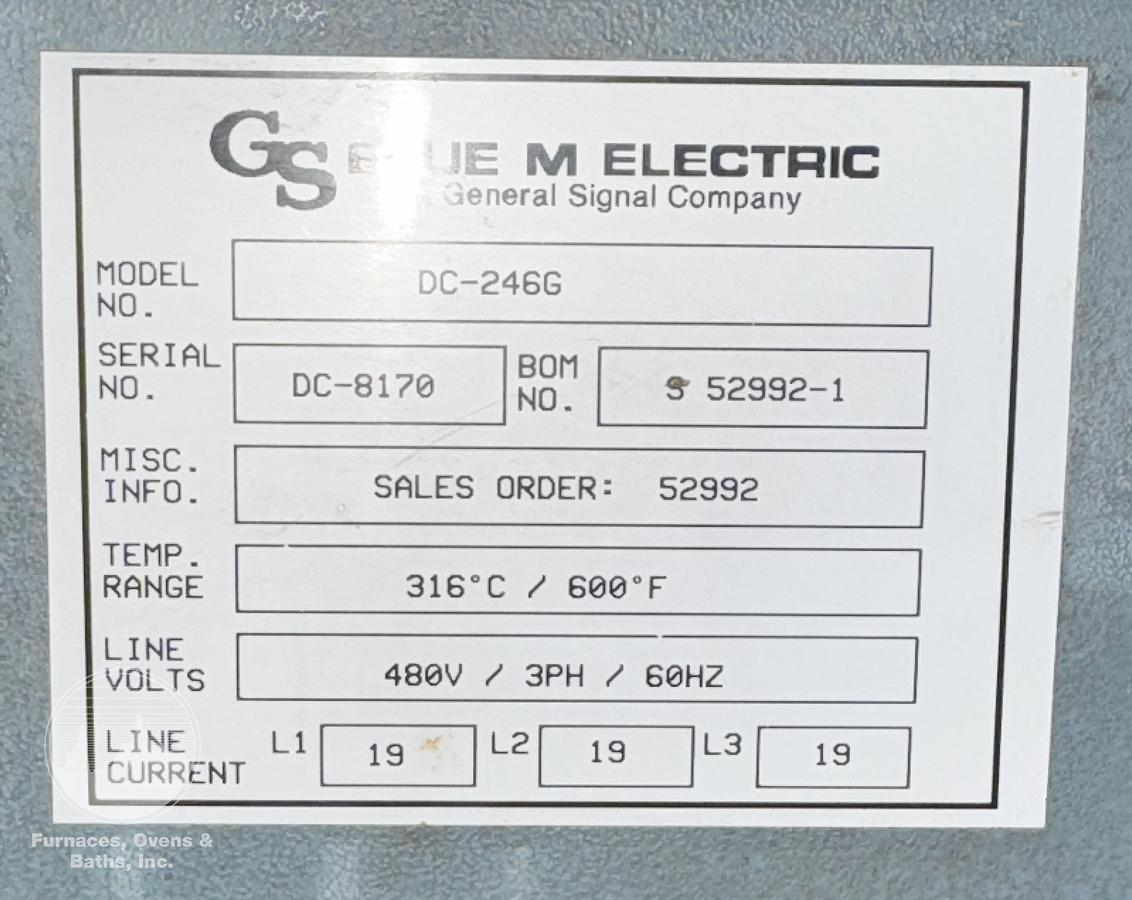 GS BLUE M ELECTRIC
General Signal Company
MODEL NO. DC-246G
SERIAL NO. DC-8170 BOM NO. S 52992-1
MISC. INFO. SALES ORDER: 52992
TEMP. RANGE 316°C / 600°F
LINE VOLTS 480V / 3PH / 60HZ
LINE CURRENT L1 19 L2 19 L3 19
Furnaces, Ovens &
Baths, Inc.